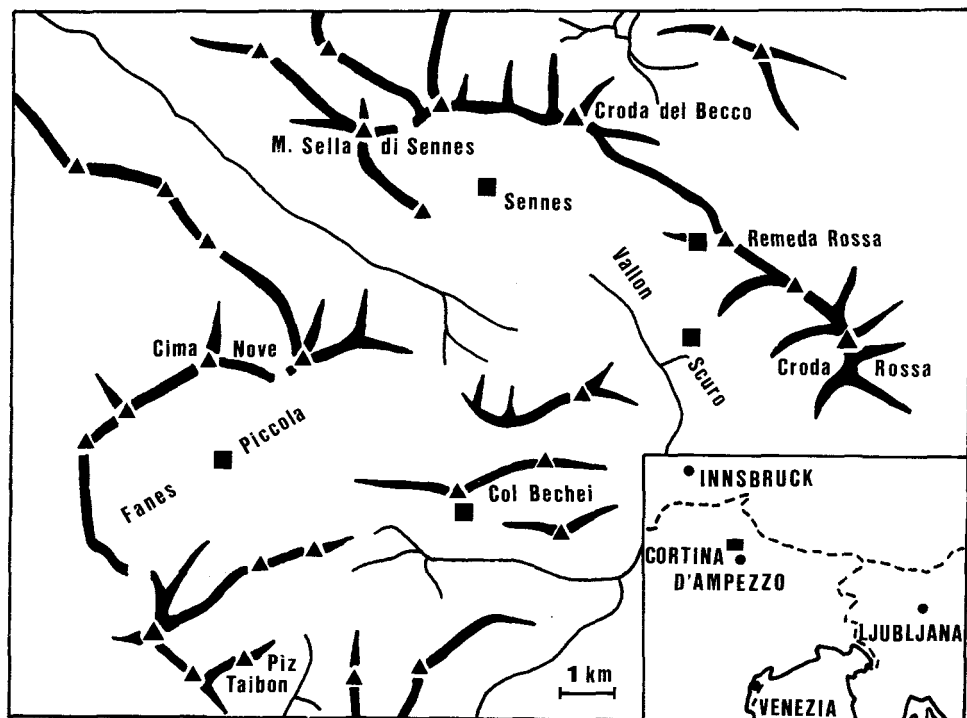 Croda del Becco
M. Sella di Sennes
Sennes
Remeda Rossa
Vallon
Scuro
Cima Nove
Croda Rossa
Piccola
Fanes
Col Bechei
INNSBRUCK
CORTINA
D'AMPEZZO
LJUBLJANA
Piz
Taibon
1 km
VENEZIA